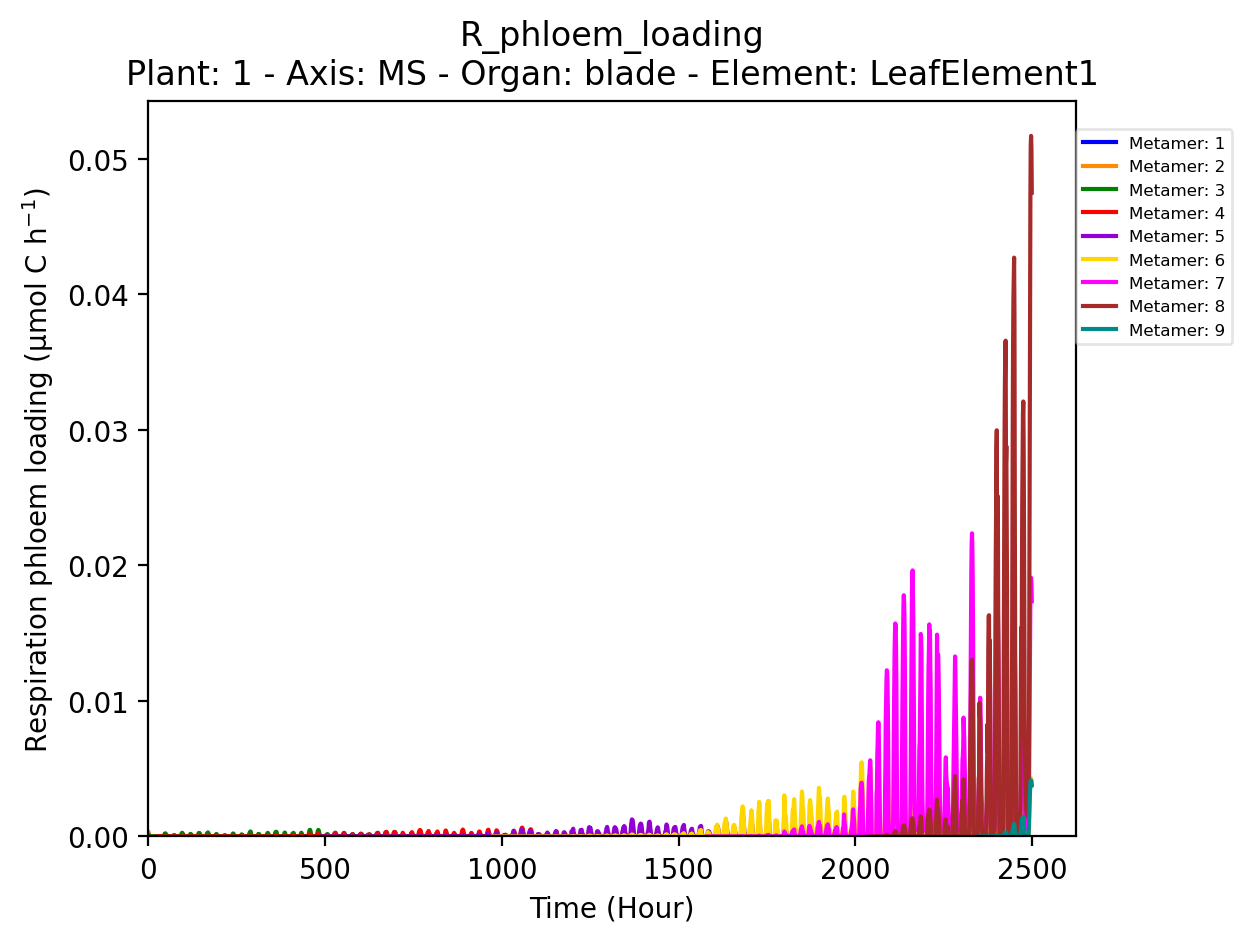 R_phloem_loading
Plant: 1 - Axis: MS - Organ: blade - Element: LeafElement1
Respiration phloem loading (µmol C h⁻¹)
0.05
0.04
0.03
0.02
0.01
0.00
0 500 1000 1500 2000 2500
Time (Hour)
Metamer: 1
Metamer: 2
Metamer: 3
Metamer: 4
Metamer: 5
Metamer: 6
Metamer: 7
Metamer: 8
Metamer: 9